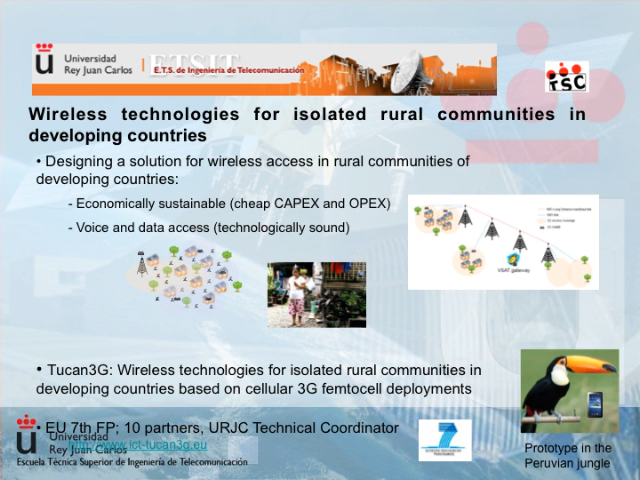 Universidad
Rey Juan Carlos
ETSIT
E.T.S. de Ingeniería de Telecomunicación
TSC
Wireless technologies for isolated rural communities in
developing countries
• Designing a solution for wireless access in rural communities of
developing countries:
- Economically sustainable (cheap CAPEX and OPEX)
- Voice and data access (technologically sound)
VSAT gateway
• Tucan3G: Wireless technologies for isolated rural communities in
developing countries based on cellular 3G femtocell deployments
• EU 7th FP; 10 partners, URJC Technical Coordinator
http://www.ict-tucan3g.eu
Universidad
Rey Juan Carlos
Escuela Técnica Superior de Ingeniería de Telecomunicación
Prototype in the
Peruvian jungle